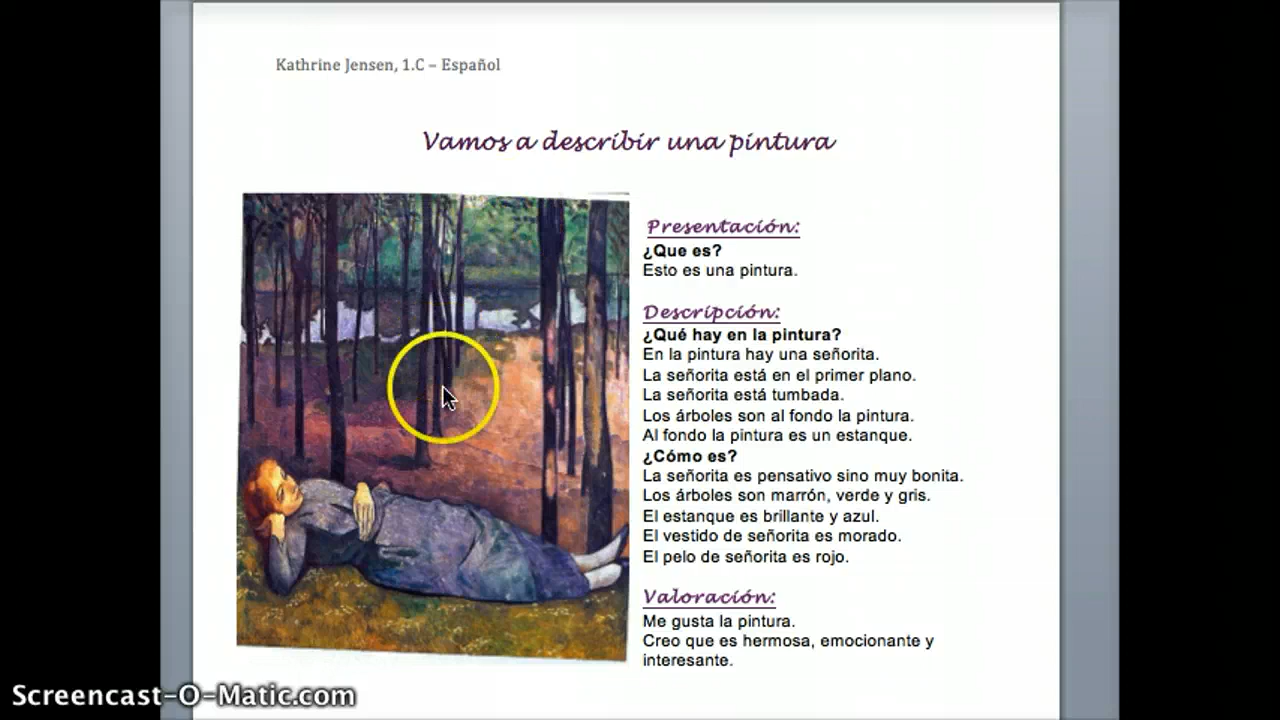 Kathrine Jensen, 1.C – Español
Vamos a describir una pintura
Presentación:
¿Que es?
Esto es una pintura.
Descripción:
¿Qué hay en la pintura?
En la pintura hay una señorita.
La señorita está en el primer plano.
La señorita está tumbada.
Los árboles son al fondo la pintura.
Al fondo la pintura es un estanque.
¿Cómo es?
La señorita es pensativo sino muy bonita.
Los árboles son marrón, verde y gris.
El estanque es brillante y azul.
El vestido de señorita es morado.
El pelo de señorita es rojo.
Valoración:
Me gusta la pintura.
Creo que es hermosa, emocionante y
interesante.
Screencast-O-Matic.com